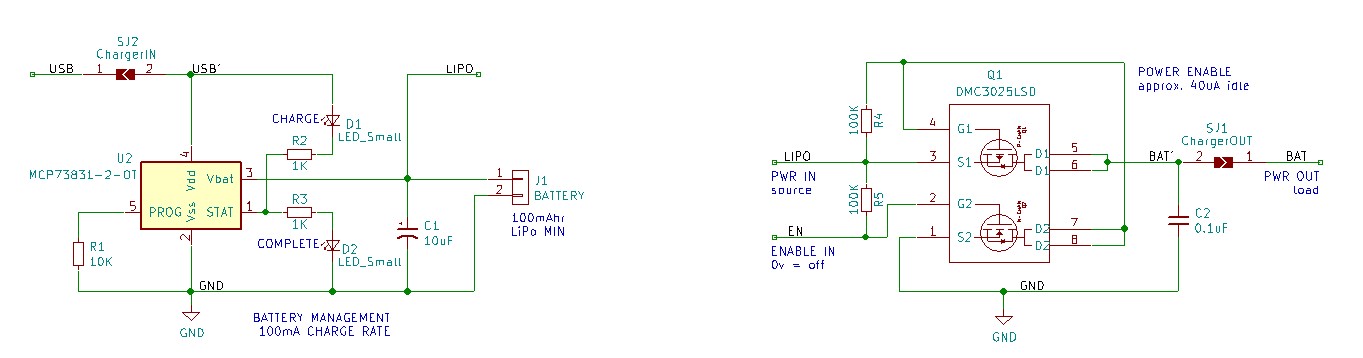 SJ2
ChargerIN
USB 1 2 USB'
LIPO
CHARGE
D1
LED_Small
R2
1K
U2
MCP73831-2-OT
4
Vdd
Vbat 3
5 PROG
Vss
STAT 1
2
R3
1K
COMPLETE
D2
LED_Small
R1
10K
C1
10uF
1
2
J1
BATTERY
100mAhr
LiPo MIN
GND
GND
BATTERY MANAGEMENT
100mA CHARGE RATE
Q1
DMC3025LSD
POWER ENABLE
approx. 40uA idle
100K
R4
4 G1
LIPO
3 S1
D1 5
D1 6
PWR IN
source
100K
2 G2
1 S2
D2 7
D2 8
EN
ENABLE IN
0v = off
BAT'
SJ1
ChargerOUT
2 1
BAT
PWR OUT
load
C2
0.1uF
GND
GND